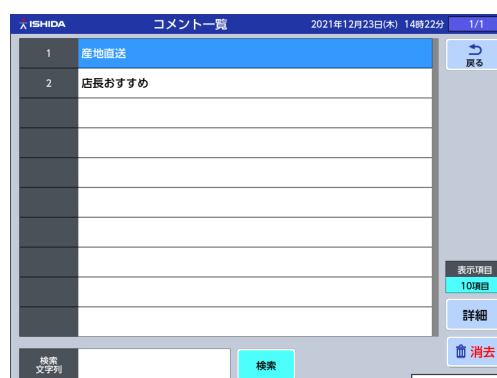 ISHIDA コメント一覧 2021年12月23日(木) 14時22分 1/1
1 産地直送
戻る
2 店長おすすめ
表示項目
10項目
詳細
消去
検索
文字列
検索